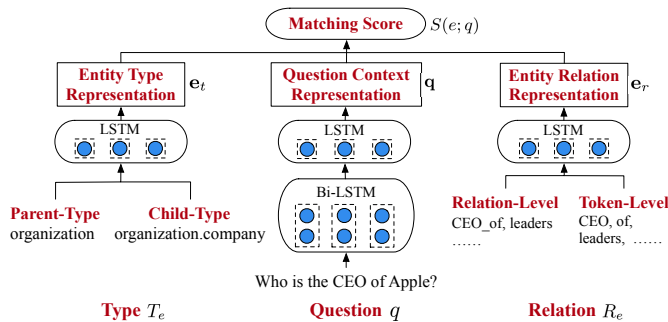 Matching Score S(e; q)
Entity Type
Representation e_t
Question Context
Representation q
Entity Relation
Representation e_r
LSTM
LSTM
LSTM
Bi-LSTM
Parent-Type
organization
Child-Type
organization.company
Relation-Level
CEO_of, leaders
......
Token-Level
CEO, of,
leaders, ......
Who is the CEO of Apple?
Type T_e
Question q
Relation R_e